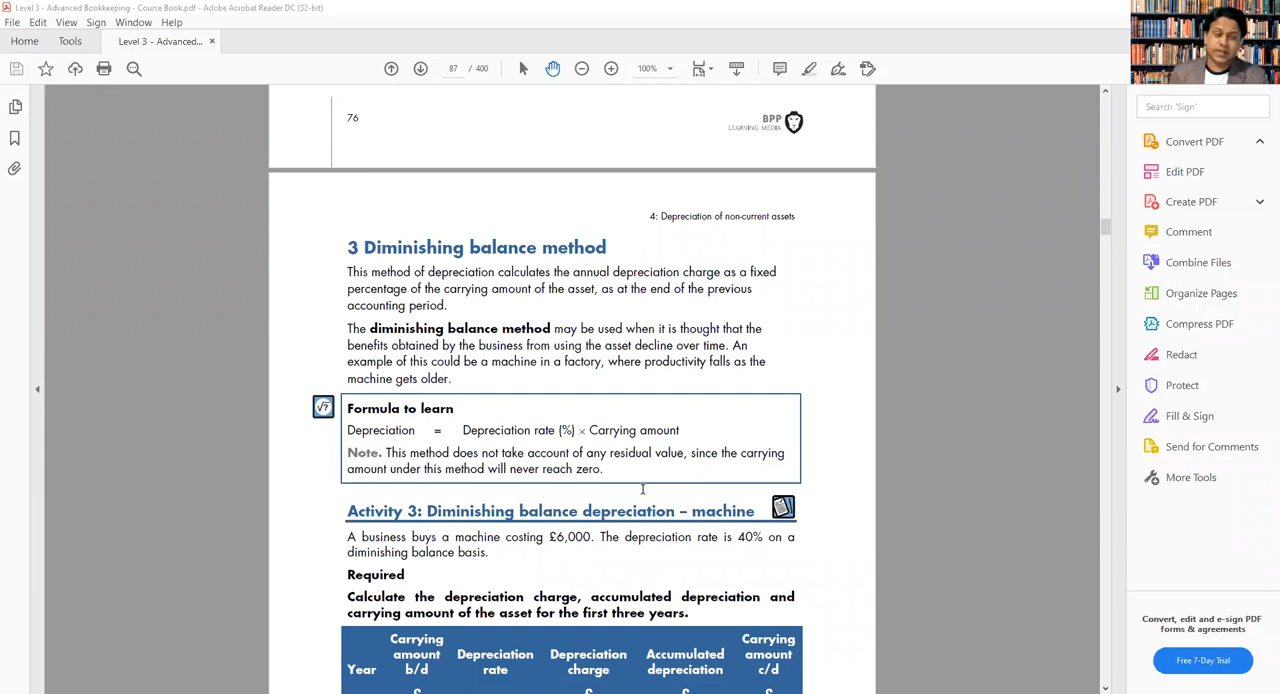 Level 3 - Advanced Bookkeeping - Course Book.pdf - Adobe Acrobat Reader DC (32-bit)
File Edit View Sign Window Help
Home Tools Level 3 - Advanced... ×
87 / 400 100%
Search 'Sign'
Convert PDF
Edit PDF
Create PDF
Comment
Combine Files
Organize Pages
Compress PDF
Redact
Protect
Fill & Sign
Send for Comments
More Tools
Convert, edit and e-sign PDF
forms & agreements
Free 7-Day Trial
76
BPP
LEARNING MEDIA
4: Depreciation of non-current assets
3 Diminishing balance method
This method of depreciation calculates the annual depreciation charge as a fixed
percentage of the carrying amount of the asset, as at the end of the previous
accounting period.
The diminishing balance method may be used when it is thought that the
benefits obtained by the business from using the asset decline over time. An
example of this could be a machine in a factory, where productivity falls as the
machine gets older.
√?
Formula to learn
Depreciation = Depreciation rate (%) × Carrying amount
Note. This method does not take account of any residual value, since the carrying
amount under this method will never reach zero.
Activity 3: Diminishing balance depreciation – machine
A business buys a machine costing £6,000. The depreciation rate is 40% on a
diminishing balance basis.
Required
Calculate the depreciation charge, accumulated depreciation and
carrying amount of the asset for the first three years.
Carrying Carrying
amount Depreciation Depreciation Accumulated amount
Year b/d rate charge depreciation c/d
£ £ £ £